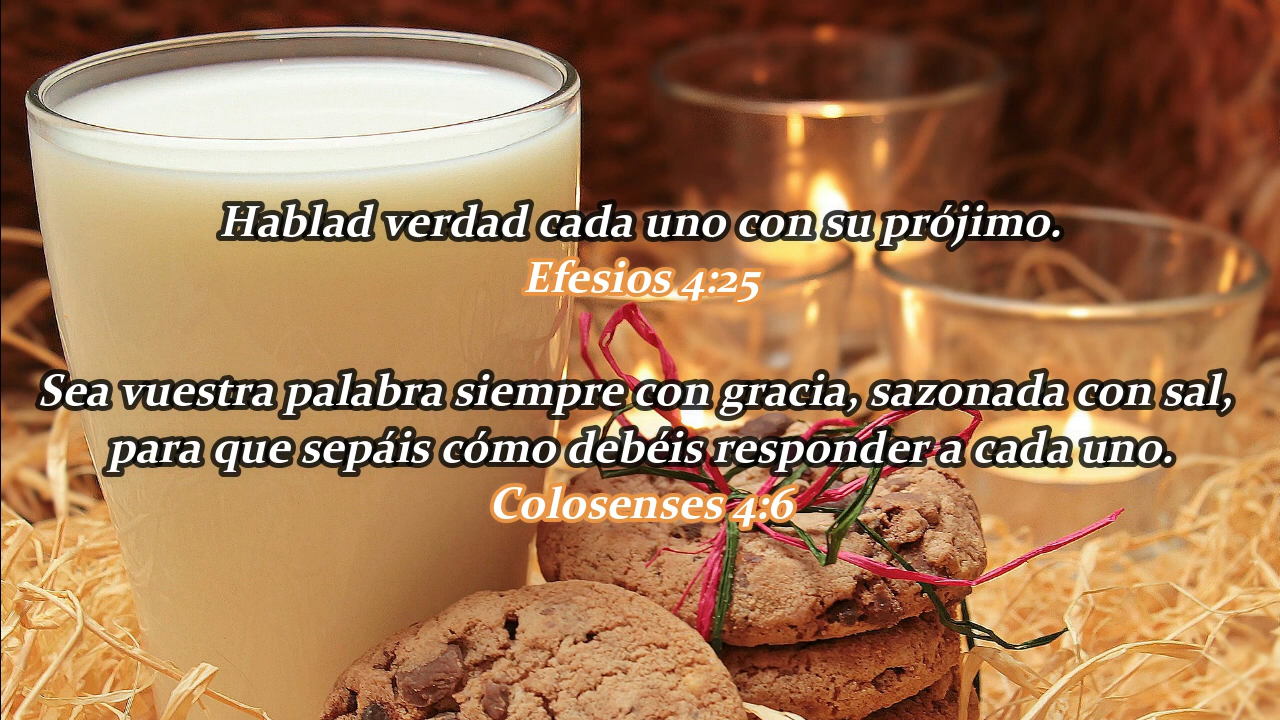 Hablad verdad cada uno con su prójimo.
Efesios 4:25
Sea vuestra palabra siempre con gracia, sazonada con sal,
para que sepáis cómo debéis responder a cada uno.
Colosenses 4:6